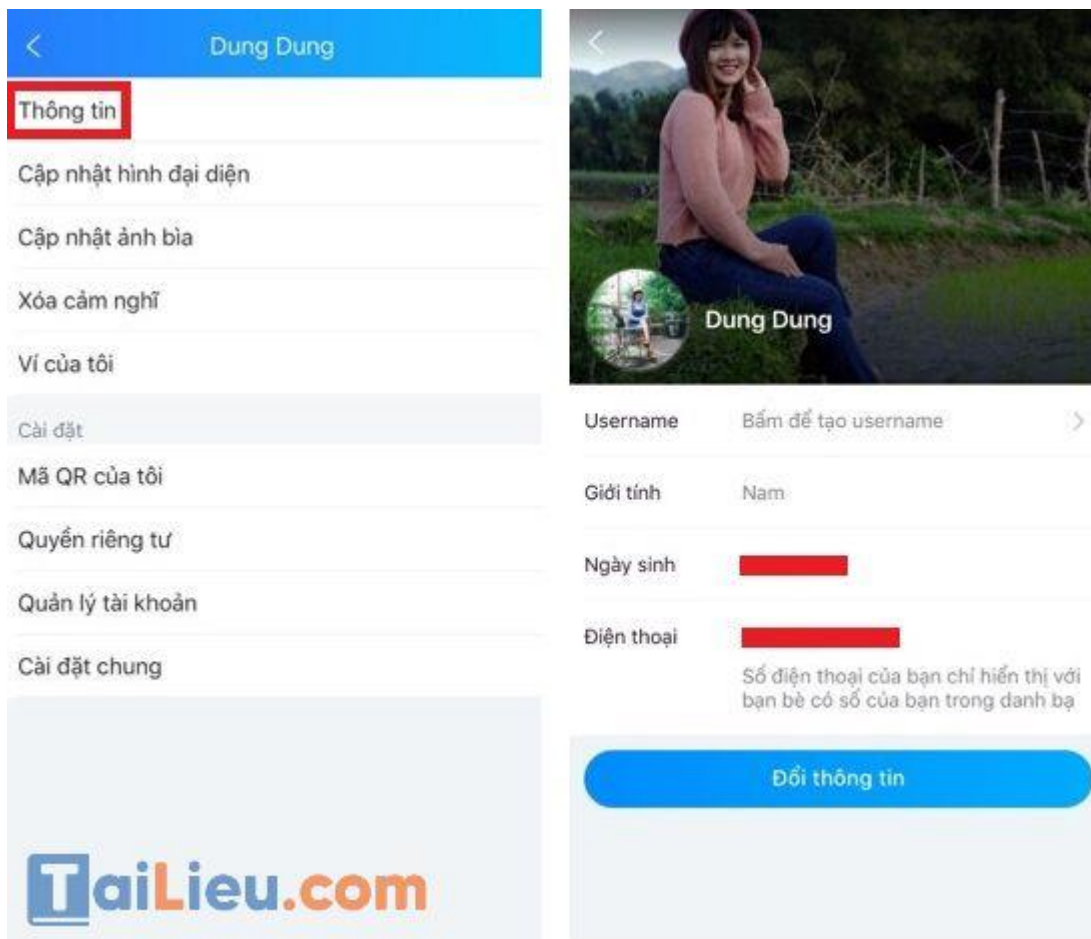 Dung Dung
Thông tin
Cập nhật hình đại diện
Cập nhật ảnh bìa
Xóa cảm nghĩ
Ví của tôi
Cài đặt
Mã QR của tôi
Quyền riêng tư
Quản lý tài khoản
Cài đặt chung
TaiLieu.com
Dung Dung
Username Bấm để tạo username
Giới tính Nam
Ngày sinh
Điện thoại
Số điện thoại của bạn chỉ hiển thị với
bạn bè có số của bạn trong danh bạ
Đổi thông tin